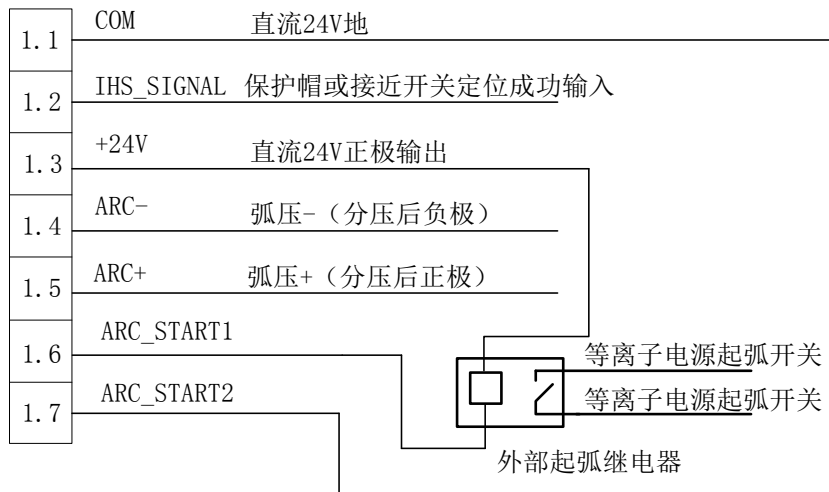 1.1 COM 直流24V地
1.2 IHS_SIGNAL 保护帽或接近开关定位成功输入
1.3 +24V 直流24V正极输出
1.4 ARC- 弧压-（分压后负极）
1.5 ARC+ 弧压+（分压后正极）
1.6 ARC_START1
等离子电源起弧开关
1.7 ARC_START2
等离子电源起弧开关
外部起弧继电器